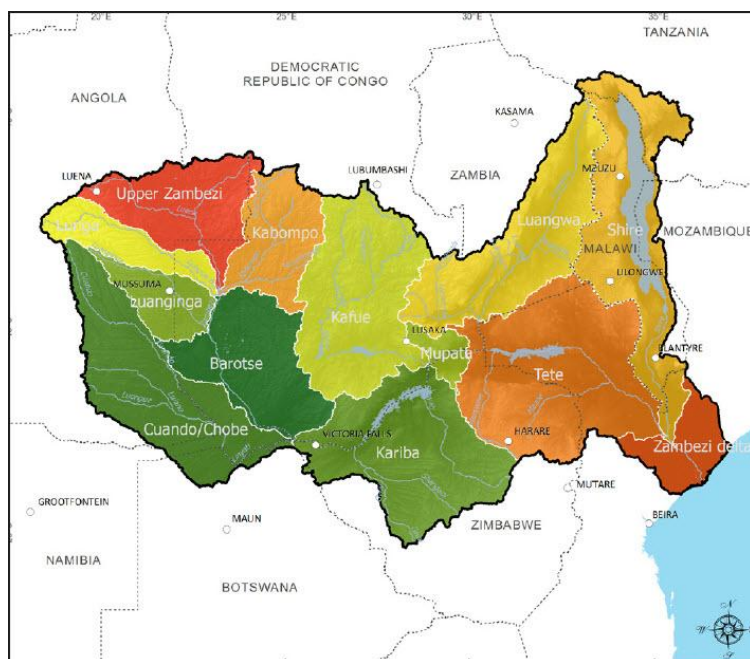 20°E
25°E
30°E
35°E
TANZANIA
DEMOCRATIC
REPUBLIC OF CONGO
ANGOLA
KASAMA
LUENA
LUBUMBASHI
ZAMBIA
MZUZU
Upper Zambezi
Kabompo
Luangwa
Shire
MOZAMBIQUE
MALAWI
LILONGWE
MUSSUMA
Luanginga
Kafue
LUSAKA
Mupata
BLANTYRE
Barotse
Tete
Cuando/Chobe
VICTORIA FALLS
HARARE
Kariba
Zambezi delta
GROOTFONTEIN
MUTARE
MAUN
ZIMBABWE
BEIRA
NAMIBIA
BOTSWANA
N
W
E
S